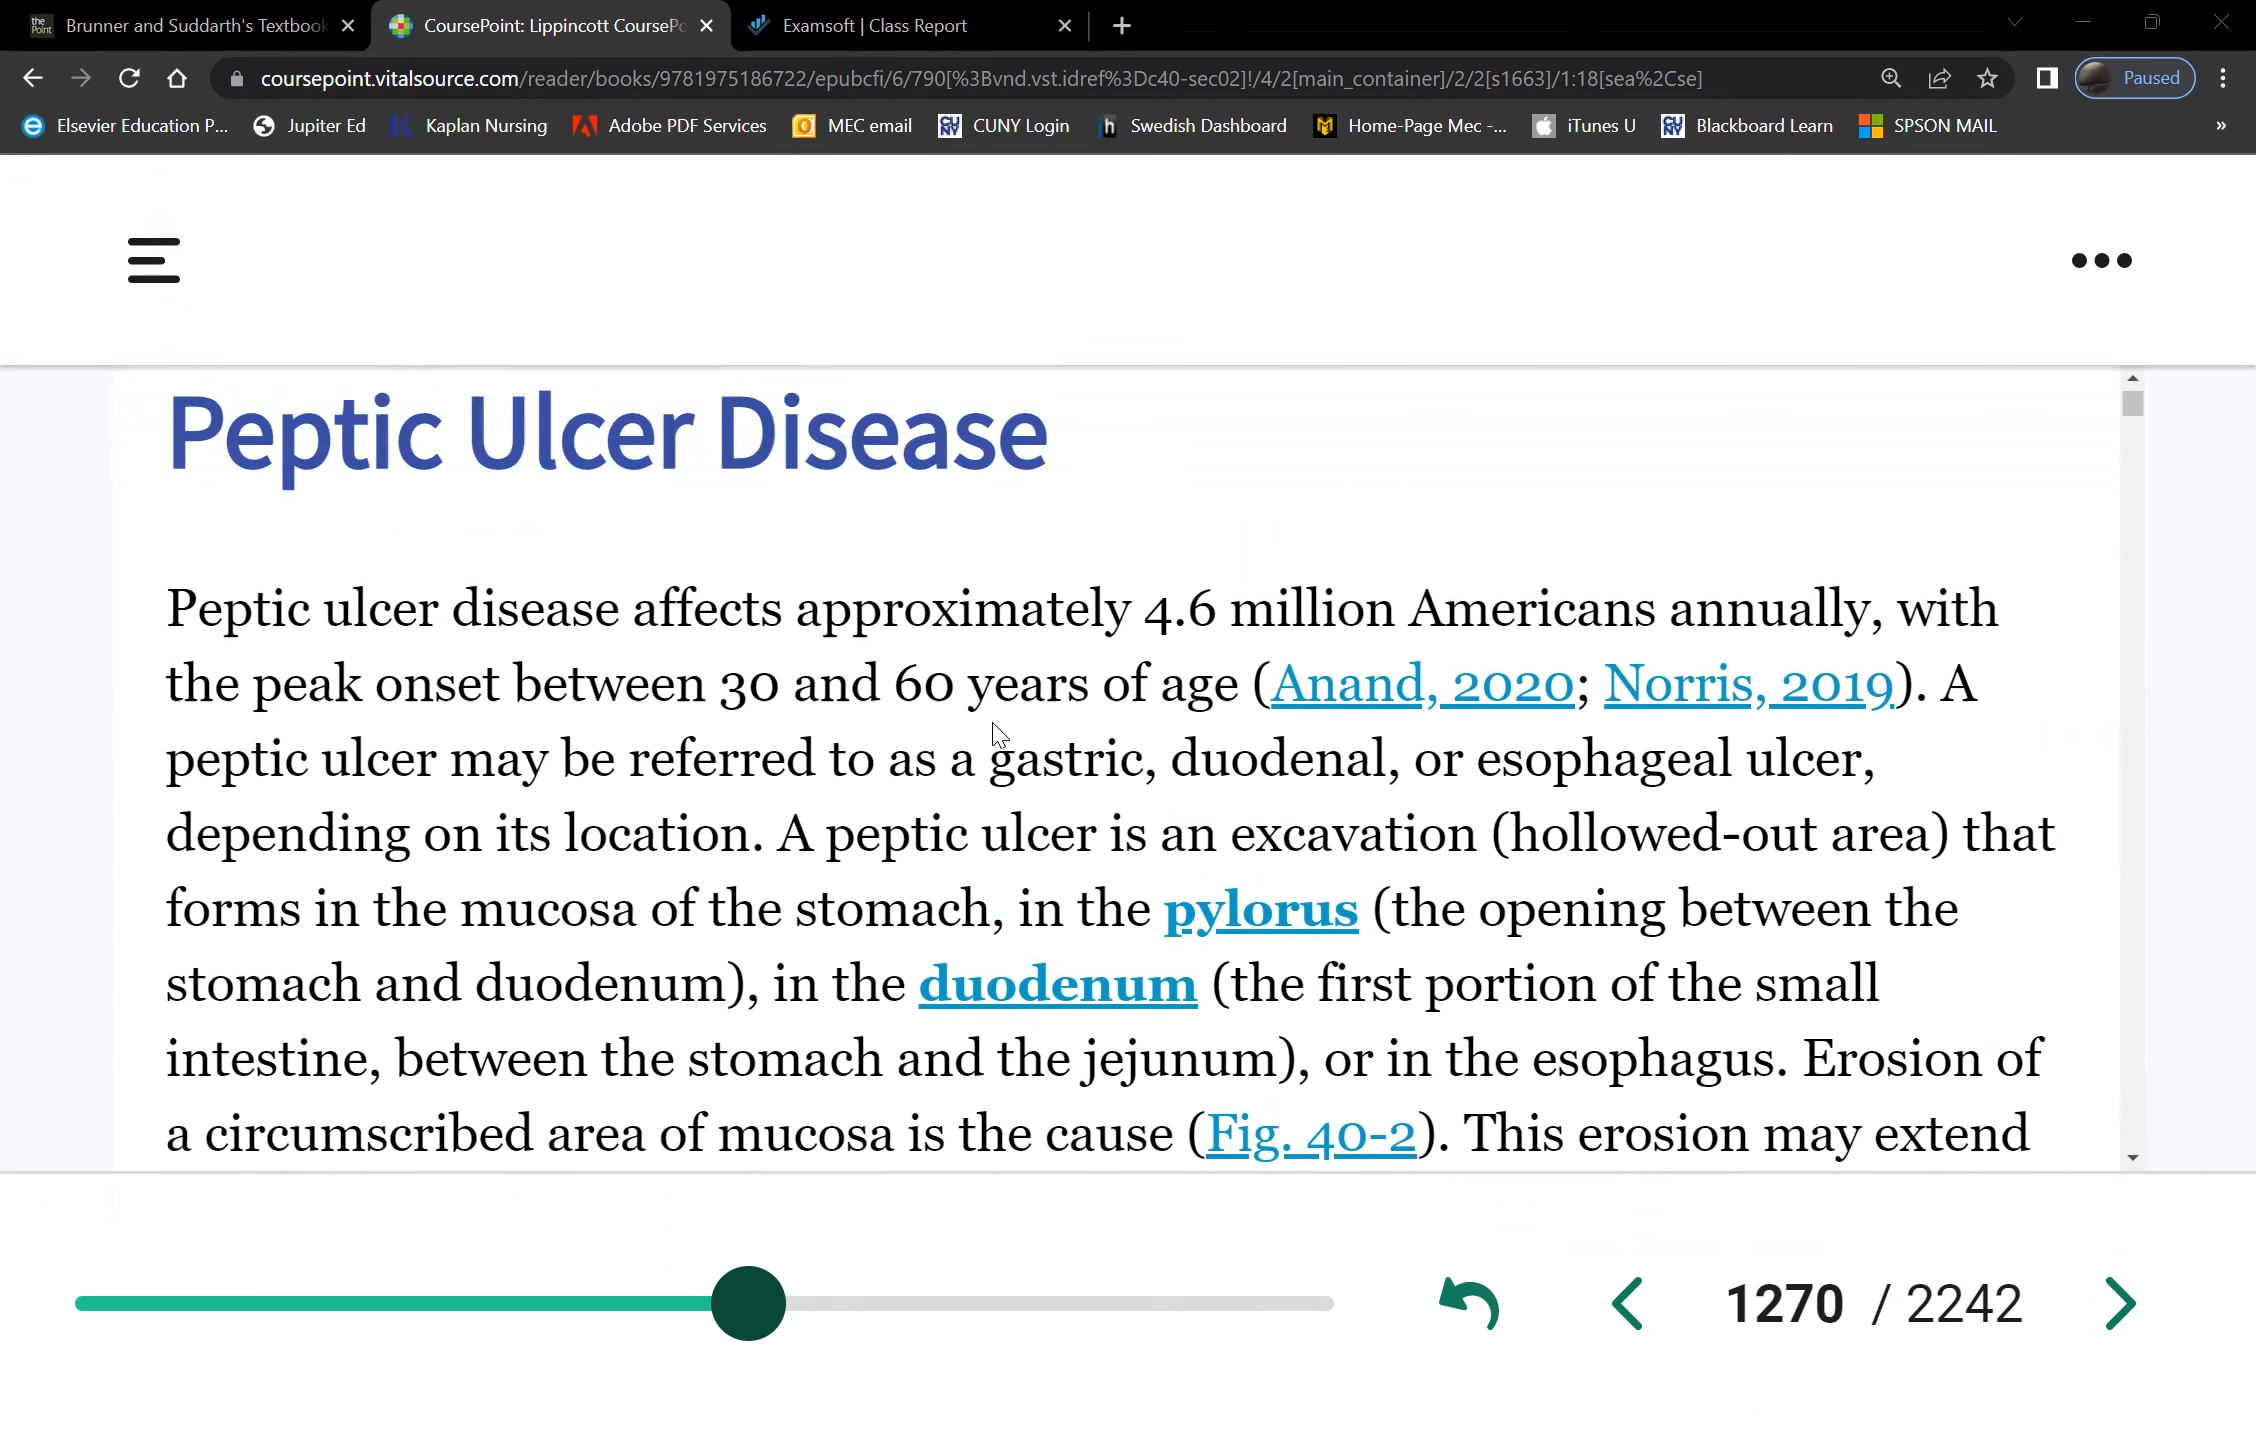 the Point
Brunner and Suddarth's Textbook
CoursePoint: Lippincott CoursePo
Examsoft | Class Report
coursepoint.vitalsource.com/reader/books/9781975186722/epubcfi/6/790[%3Bvnd.vst.idref%3Dc40-sec02]!/4/2[main_container]/2/2[s1663]/1:18[sea%2Cse]
Paused
Elsevier Education P...
Jupiter Ed
Kaplan Nursing
Adobe PDF Services
MEC email
CUNY Login
Swedish Dashboard
Home-Page Mec -...
iTunes U
Blackboard Learn
SPSON MAIL
»
Peptic Ulcer Disease
Peptic ulcer disease affects approximately 4.6 million Americans annually, with
the peak onset between 30 and 60 years of age (Anand, 2020; Norris, 2019). A
peptic ulcer may be referred to as a gastric, duodenal, or esophageal ulcer,
depending on its location. A peptic ulcer is an excavation (hollowed-out area) that
forms in the mucosa of the stomach, in the pylorus (the opening between the
stomach and duodenum), in the duodenum (the first portion of the small
intestine, between the stomach and the jejunum), or in the esophagus. Erosion of
a circumscribed area of mucosa is the cause (Fig. 40-2). This erosion may extend
1270 / 2242